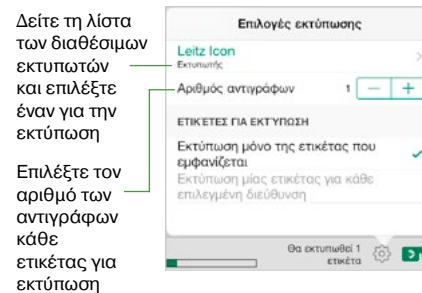 Δείτε τη λίστα
των διαθέσιμων
εκτυπωτών
και επιλέξτε
έναν για την
εκτύπωση
Επιλέξτε τον
αριθμό των
αντιγράφων
κάθε
ετικέτας για
εκτύπωση
Επιλογές εκτύπωσης
Leitz Icon
Εκτυπωτής
Αριθμός αντιγράφων 1 − +
ΕΤΙΚΕΤΕΣ ΓΙΑ ΕΚΤΥΠΩΣΗ
Εκτύπωση μόνο της ετικέτας που
εμφανίζεται
Εκτύπωση μίας ετικέτας για κάθε
επιλεγμένη διεύθυνση
Θα εκτυπωθεί 1
ετικέτα